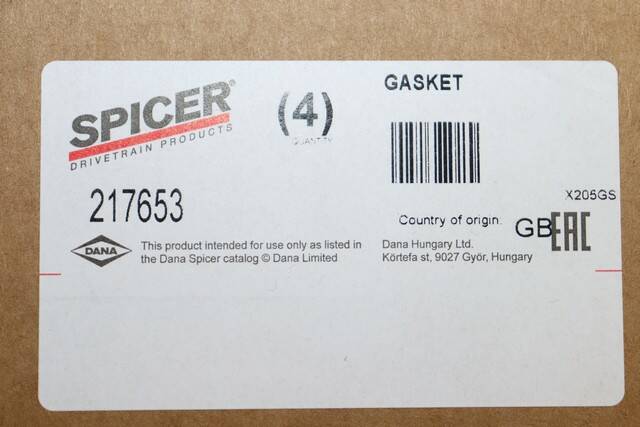 SPICER®
DRIVETRAIN PRODUCTS
(4)
QUANTITY
GASKET
217653
X205GS
Country of origin: GB
EAC
DANA
This product intended for use only as listed in
the Dana Spicer catalog © Dana Limited
Dana Hungary Ltd.
Körtefa st, 9027 Győr, Hungary